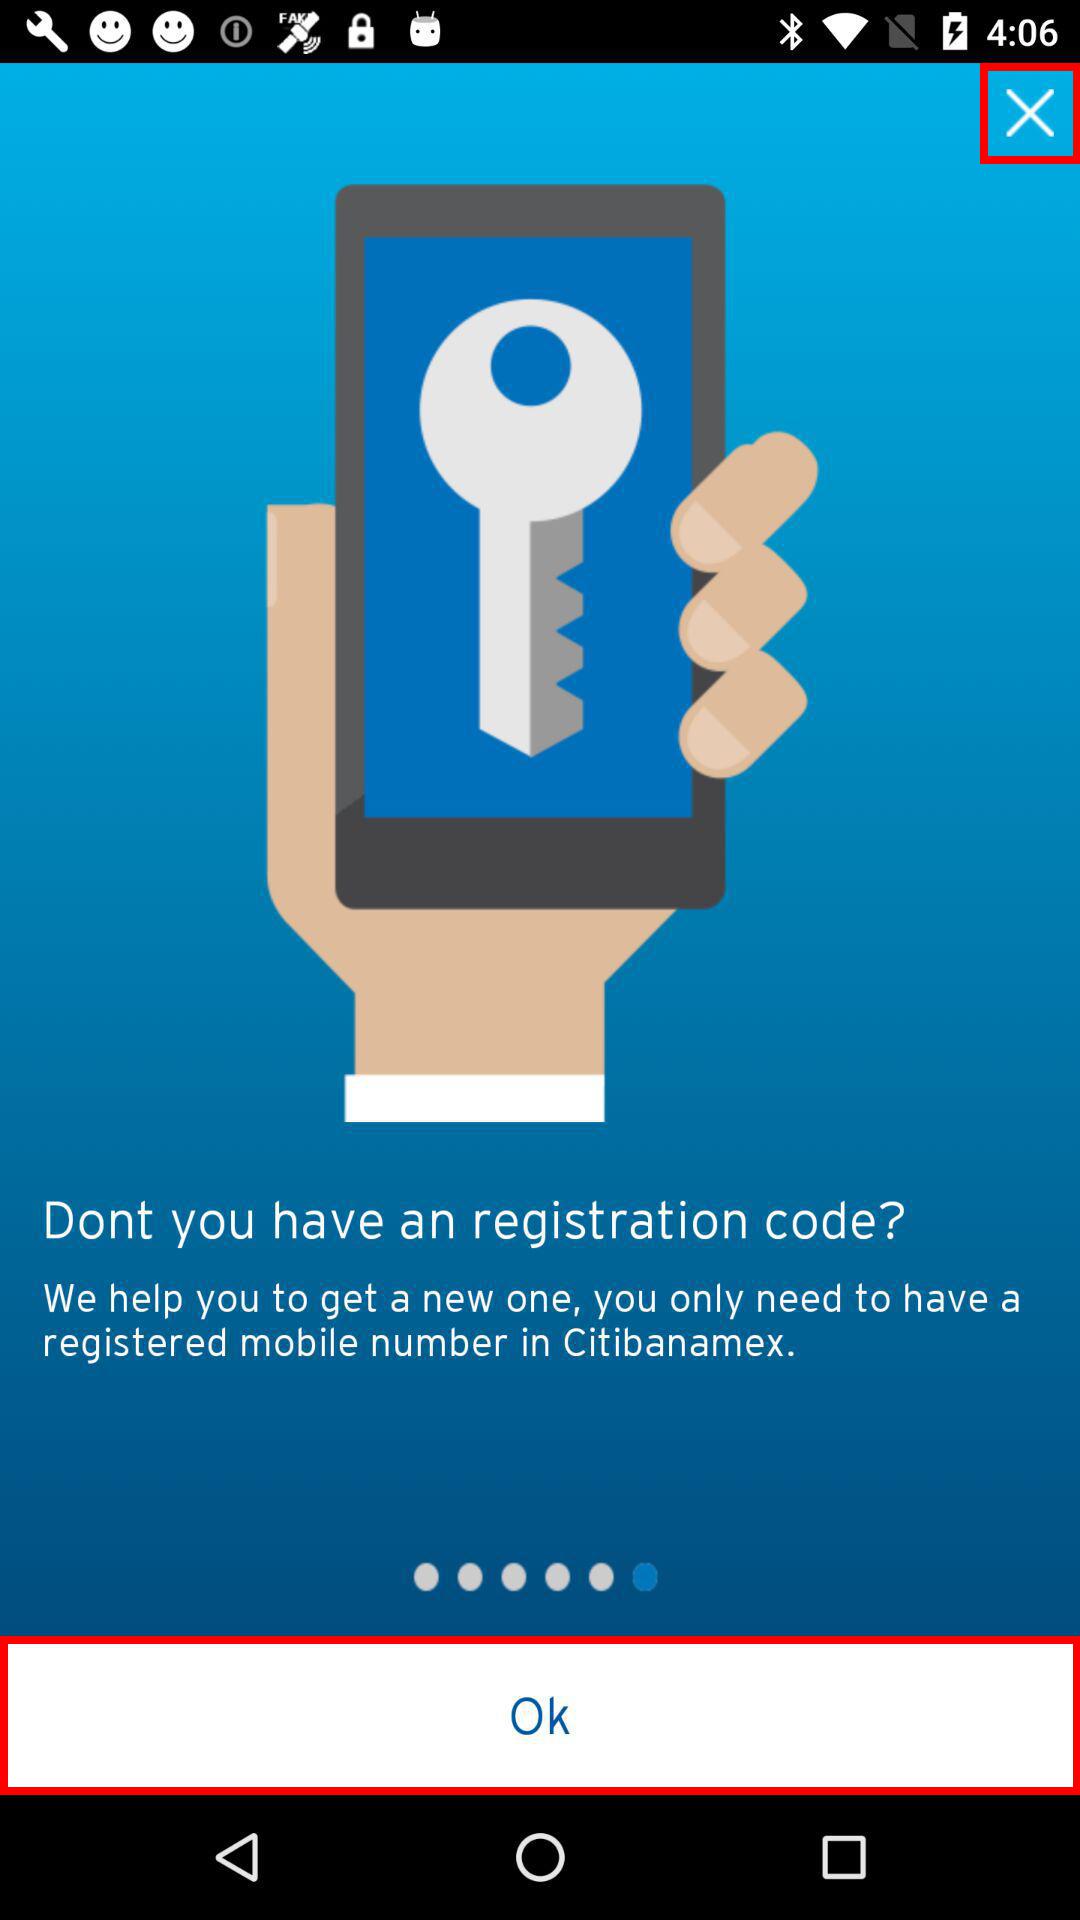 FAKE
4:06
Dont you have an registration code?
We help you to get a new one, you only need to have a
registered mobile number in Citibanamex.
Ok